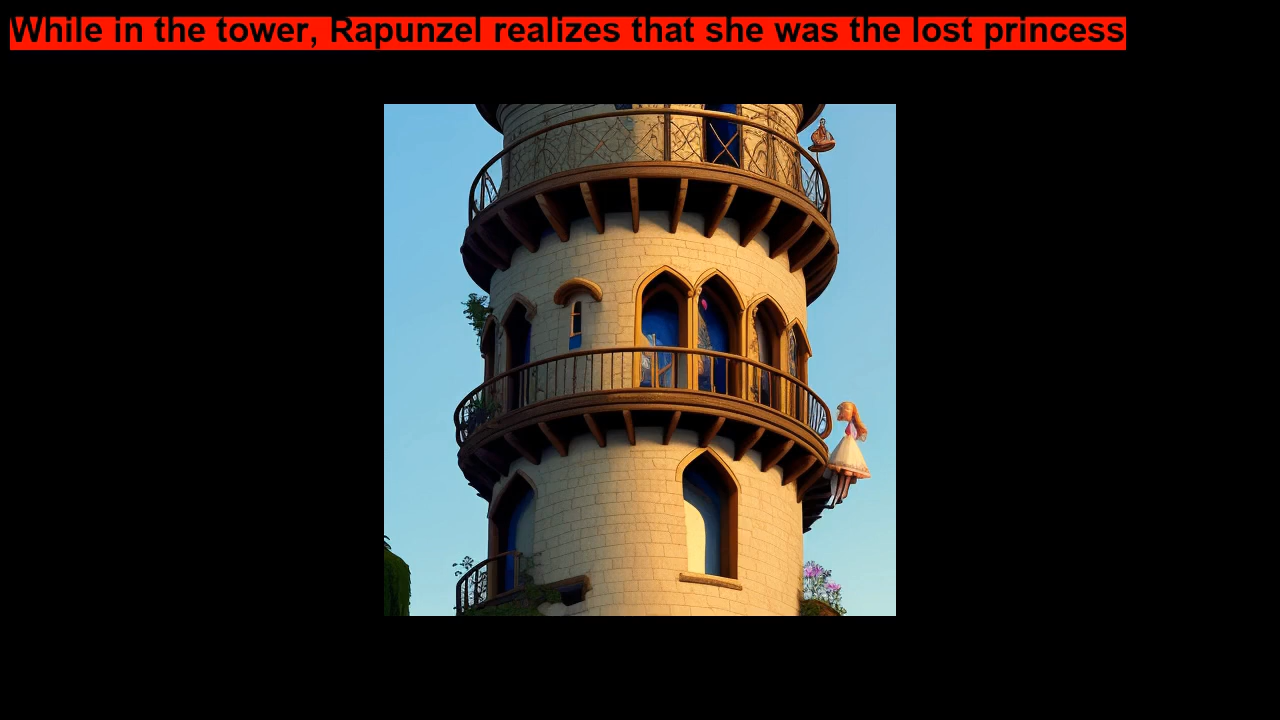 While in the tower, Rapunzel realizes that she was the lost princess